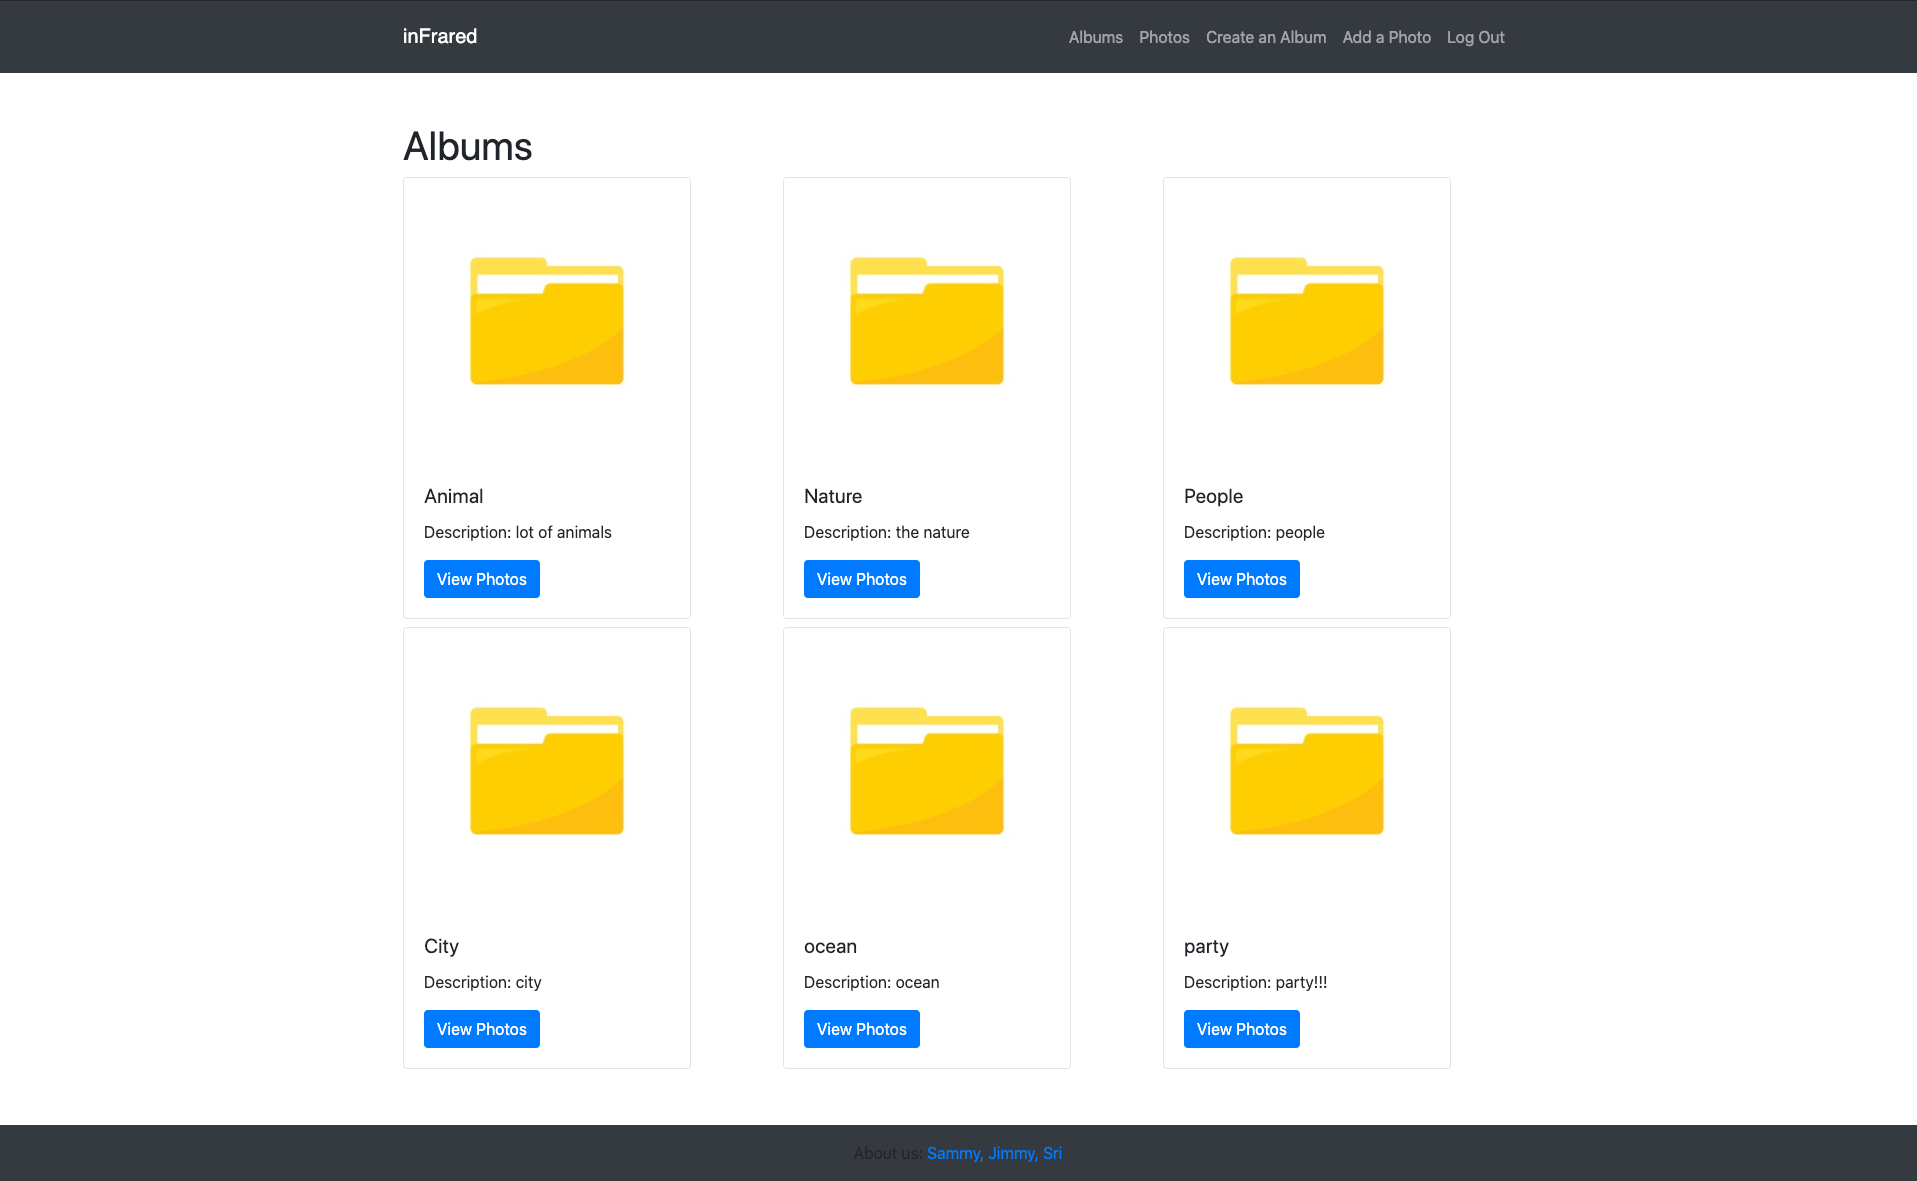 inFrared
Albums Photos Create an Album Add a Photo Log Out
Albums
Animal
Description: lot of animals
View Photos
Nature
Description: the nature
View Photos
People
Description: people
View Photos
City
Description: city
View Photos
ocean
Description: ocean
View Photos
party
Description: party!!!
View Photos
About us: Sammy, Jimmy, Sri